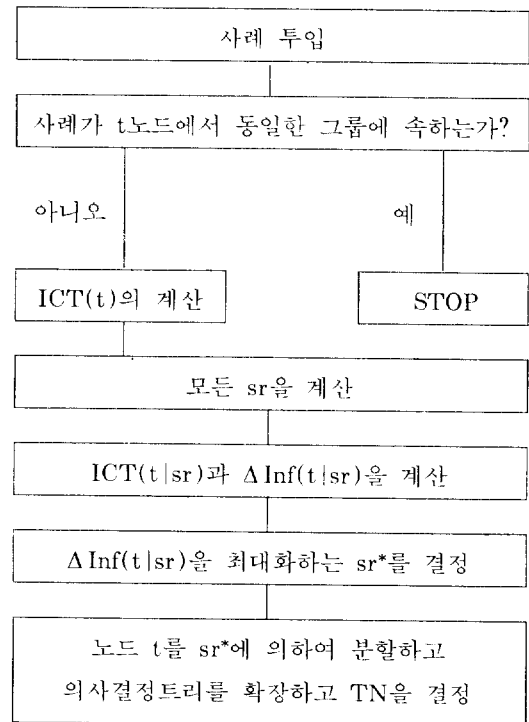 사례 투입
사례가 t노드에서 동일한 그룹에 속하는가?
아니오
예
ICT(t)의 계산
STOP
모든 sr을 계산
ICT(t|sr)과 ΔInf(t|sr)을 계산
ΔInf(t|sr)을 최대화하는 sr*를 결정
노드 t를 sr*에 의하여 분할하고
의사결정트리를 확장하고 TN을 결정